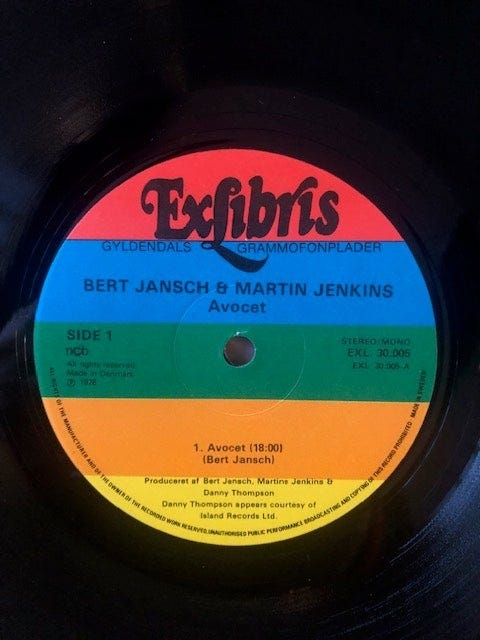 ExLibris
GYLDENDALS GRAMMOFONPLADER
BERT JANSCH & MARTIN JENKINS
Avocet
SIDE 1
ncb
All rights reserved
Made in Denmark
Ⓟ 1978
STEREO/MONO
EXL. 30.005
EXL 30.005-A
1. Avocet (18:00)
(Bert Jansch)
Produceret af Bert Jansch, Martins Jenkins &
Danny Thompson
Danny Thompson appears courtesy of
Island Records Ltd.
ALL RIGHTS OF THE MANUFACTURER AND OF THE OWNER OF THE RECORDED WORK RESERVED. UNAUTHORISED PUBLIC PERFORMANCE BROADCASTING AND COPYING OF THIS RECORD PROHIBITED · MADE IN SWEDEN